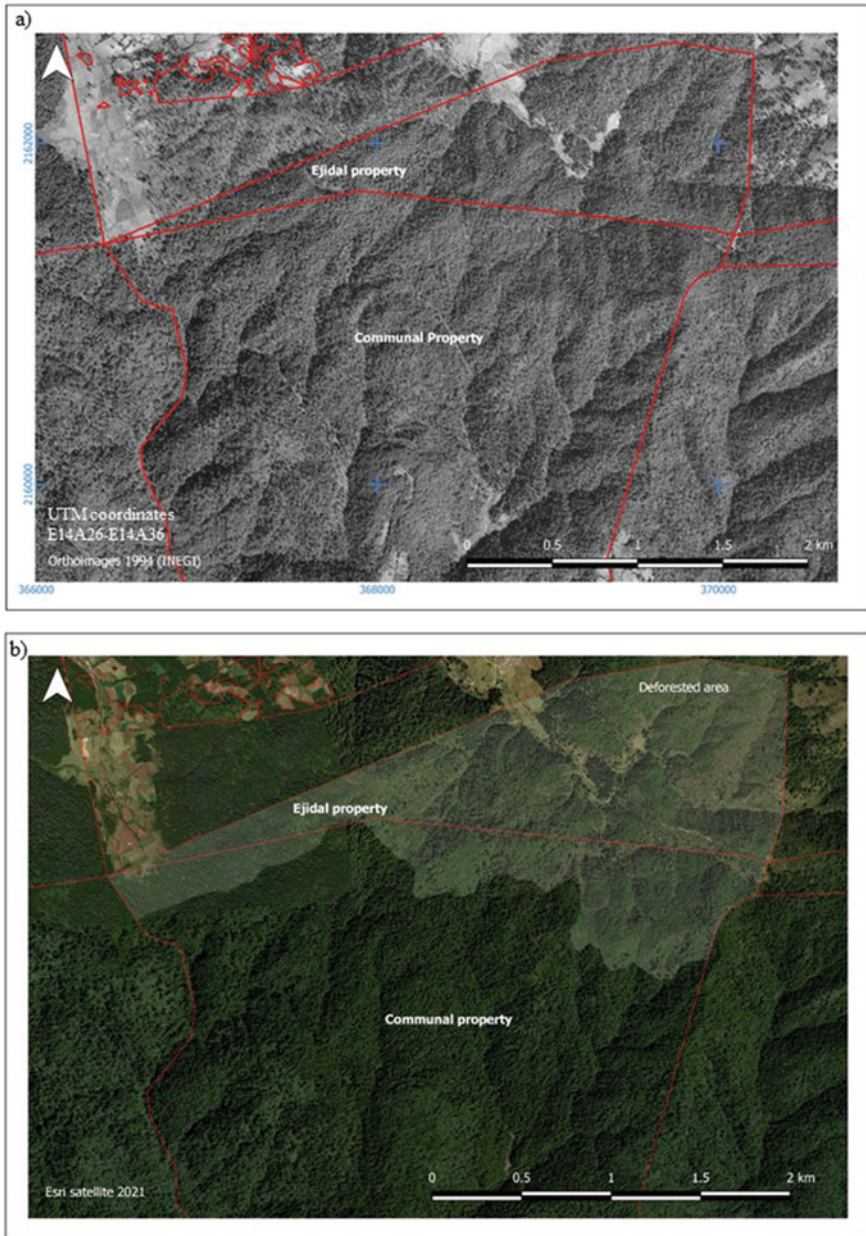 a)
2162000
Ejidal property
Communal Property
2160000
UTM coordinates
E14A26-E14A36
Orthoimages 1994 (INEGI)
0 0.5 1 1.5 2 km
366000 368000 370000
b)
Deforested area
Ejidal property
Communal property
Esri satellite 2021
0 0.5 1 1.5 2 km